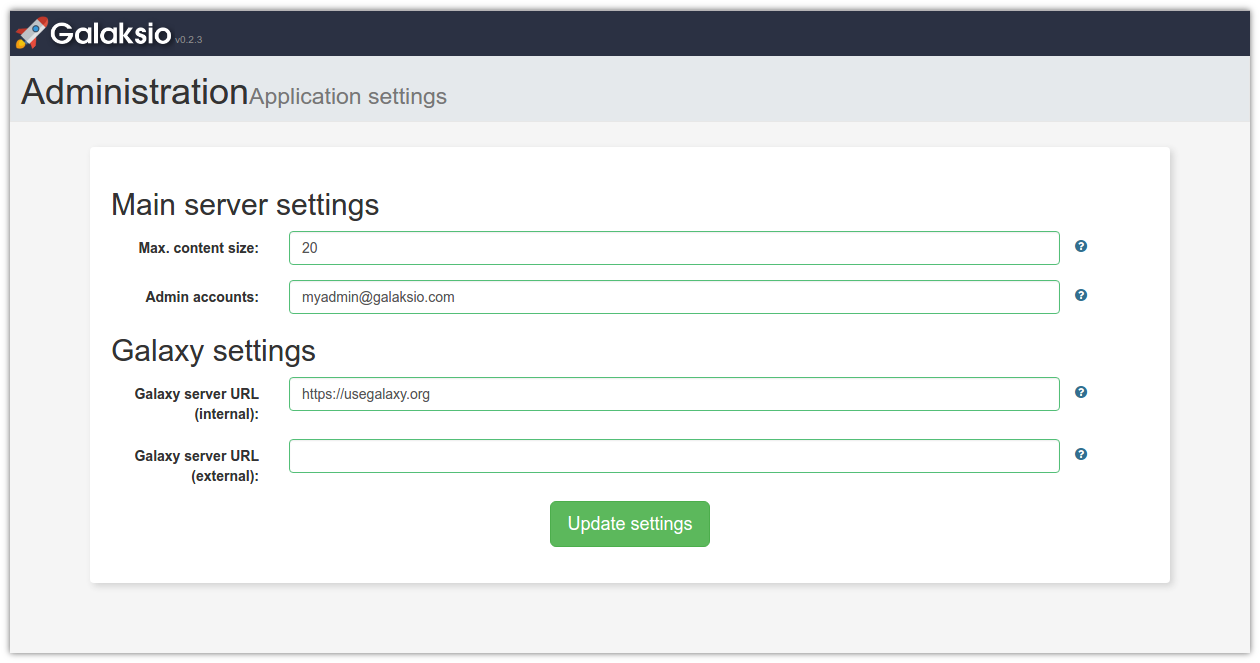 Galaksio v0.2.3
Administration Application settings
Main server settings
Max. content size: 20
Admin accounts: myadmin@galaksio.com
Galaxy settings
Galaxy server URL https://usegalaxy.org
(internal):
Galaxy server URL
(external):
Update settings